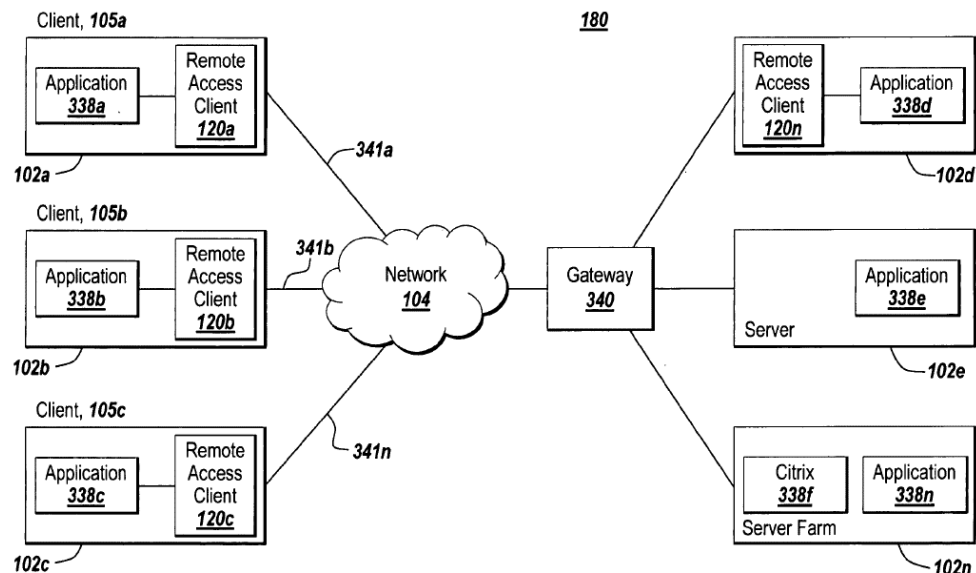 Client, 105a
Application
338a
Remote
Access
Client
120a
102a
341a
Client, 105b
Application
338b
Remote
Access
Client
120b
102b
341b
Client, 105c
Application
338c
Remote
Access
Client
120c
102c
341n
Network
104
Gateway
340
180
Remote
Access
Client
120n
Application
338d
102d
Application
338e
Server
102e
Citrix
338f
Application
338n
Server Farm
102n